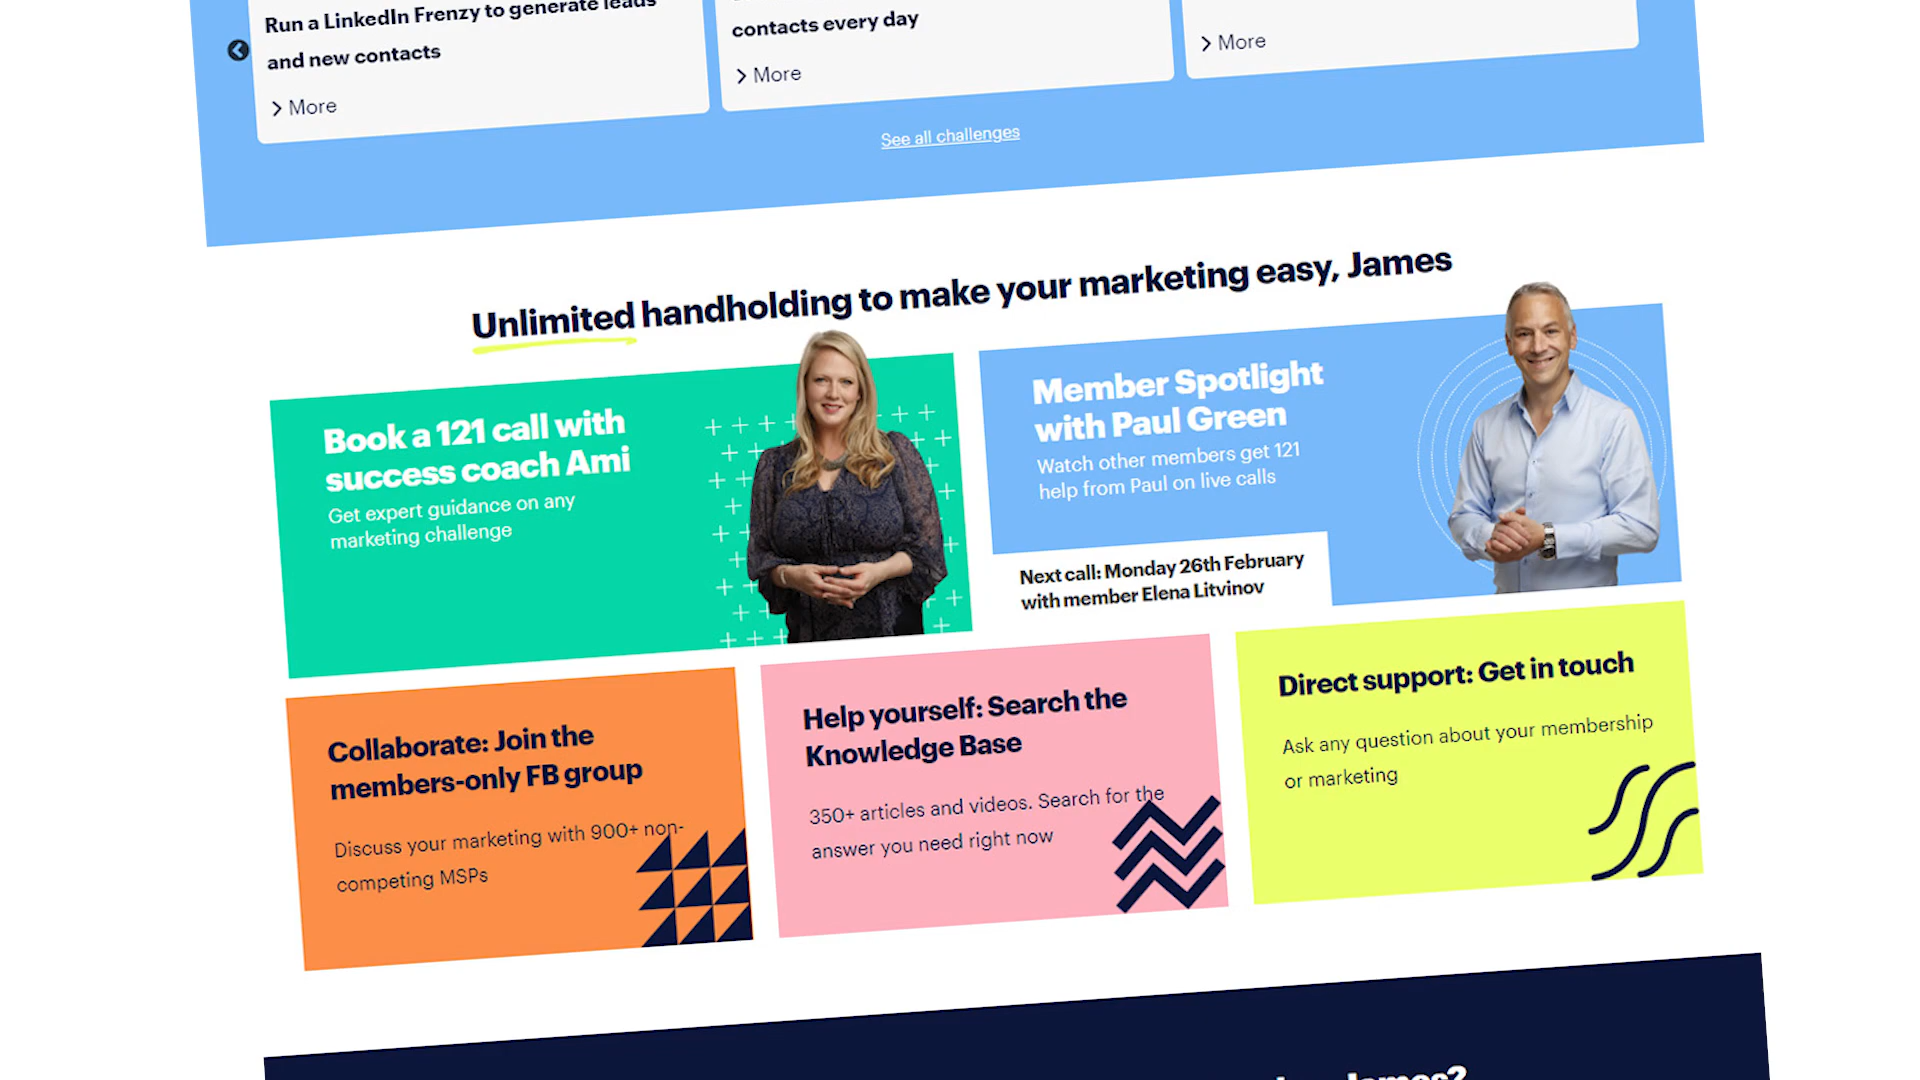 Run a LinkedIn Frenzy to generate leads
and new contacts
More
contacts every day
More
More
See all challenges
Unlimited handholding to make your marketing easy, James
Book a 121 call with
success coach Ami
Get expert guidance on any
marketing challenge
Member Spotlight
with Paul Green
Watch other members get 121
help from Paul on live calls
Next call: Monday 26th February
with member Elena Litvinov
Collaborate: Join the
members-only FB group
Discuss your marketing with 900+ non-
competing MSPs
Help yourself: Search the
Knowledge Base
350+ articles and videos. Search for the
answer you need right now
Direct support: Get in touch
Ask any question about your membership
or marketing
James?